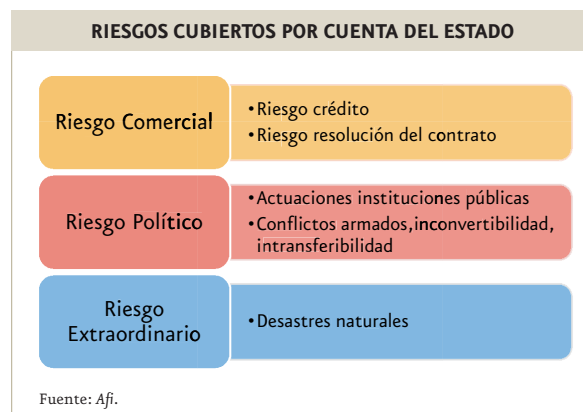 RIESGOS CUBIERTOS POR CUENTA DEL ESTADO
Riesgo Comercial
•Riesgo crédito
•Riesgo resolución del contrato
Riesgo Político
•Actuaciones instituciones públicas
•Conflictos armados,inconvertibilidad,
intransferibilidad
Riesgo
Extraordinario
•Desastres naturales
Fuente: Afi.